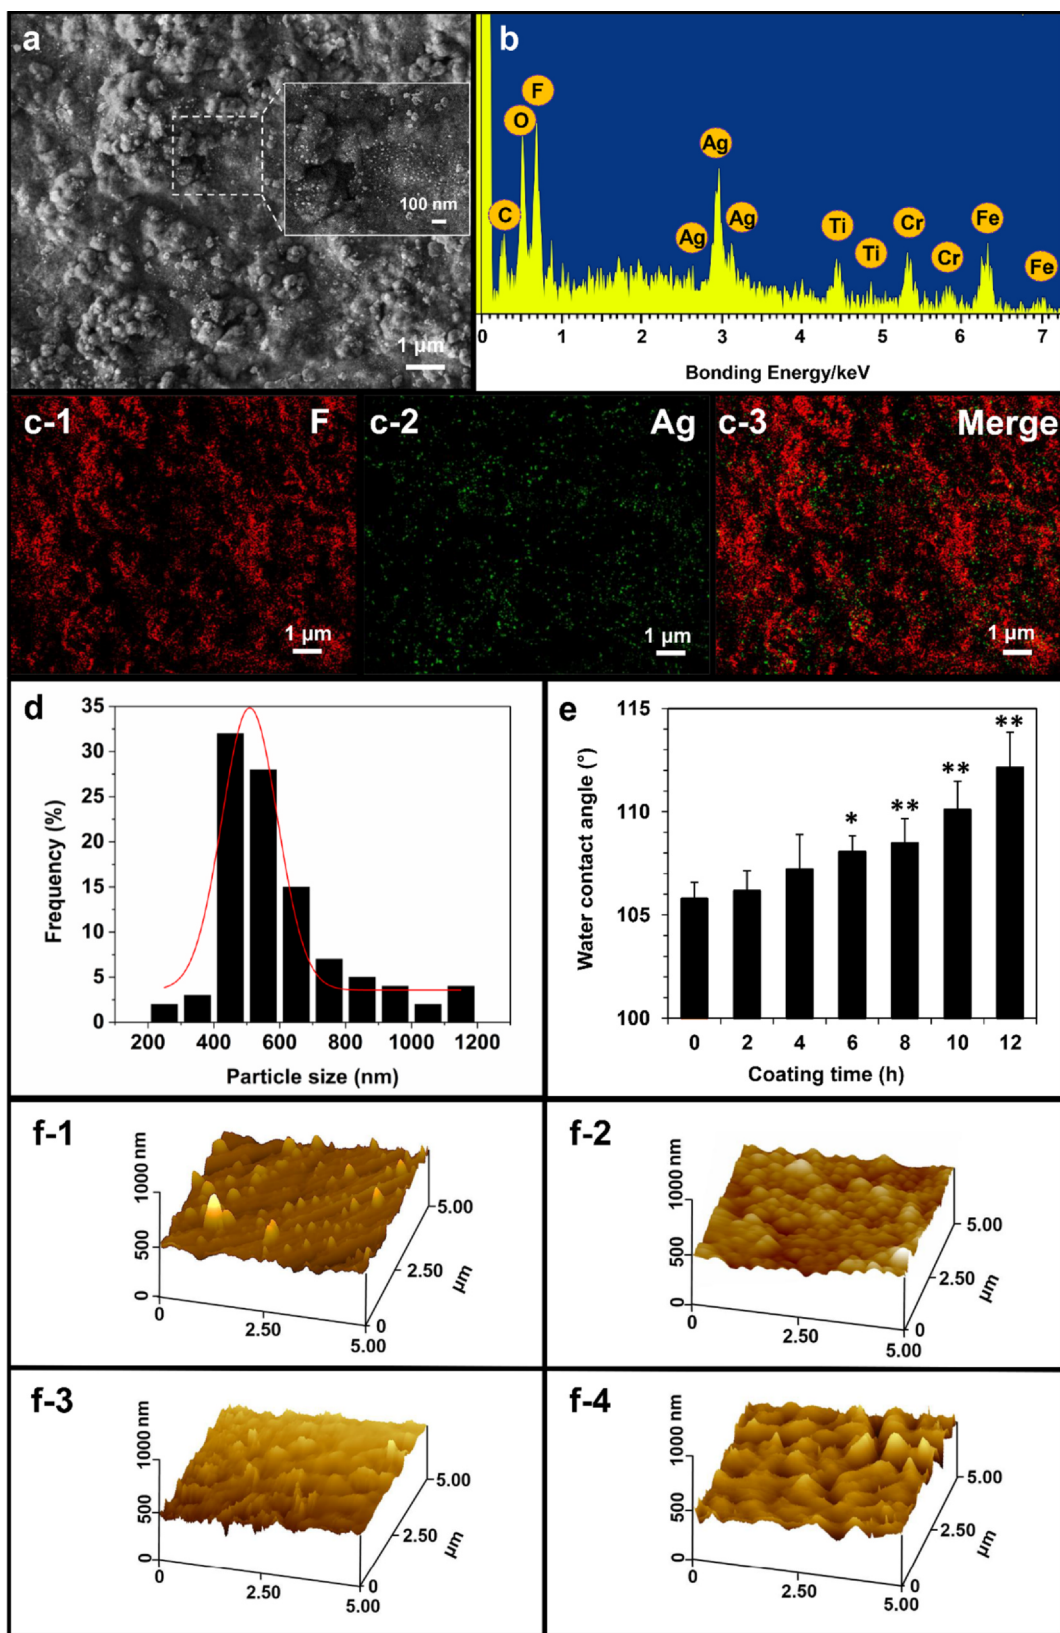 a
100 nm
1 µm
b
F
O
C
Ag
Ag
Ag
Ti
Ti
Cr
Cr
Fe
Fe
0 1 2 3 4 5 6 7
Bonding Energy/keV
c-1 F
1 µm
c-2 Ag
1 µm
c-3 Merge
1 µm
d
35
30
25
20
15
10
5
0
Frequency (%)
200 400 600 800 1000 1200
Particle size (nm)
e
115
110
105
100
Water contact angle (°)
* ** ** **
0 2 4 6 8 10 12
Coating time (h)
f-1
1000 nm
500
0
0
2.50
5.00
0
2.50
5.00
µm
f-2
1000 nm
500
0
0
2.50
5.00
0
2.50
5.00
µm
f-3
1000 nm
500
0
0
2.50
5.00
0
2.50
5.00
µm
f-4
1000 nm
500
0
0
2.50
5.00
0
2.50
5.00
µm